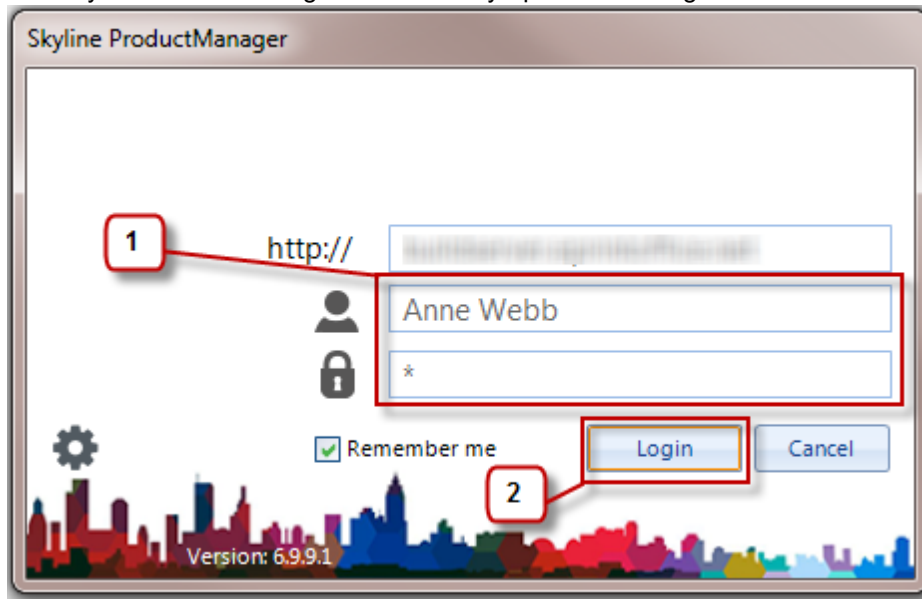 Skyline ProductManager
1
http://
Anne Webb
*
Remember me
Login
Cancel
2
Version: 6.9.9.1